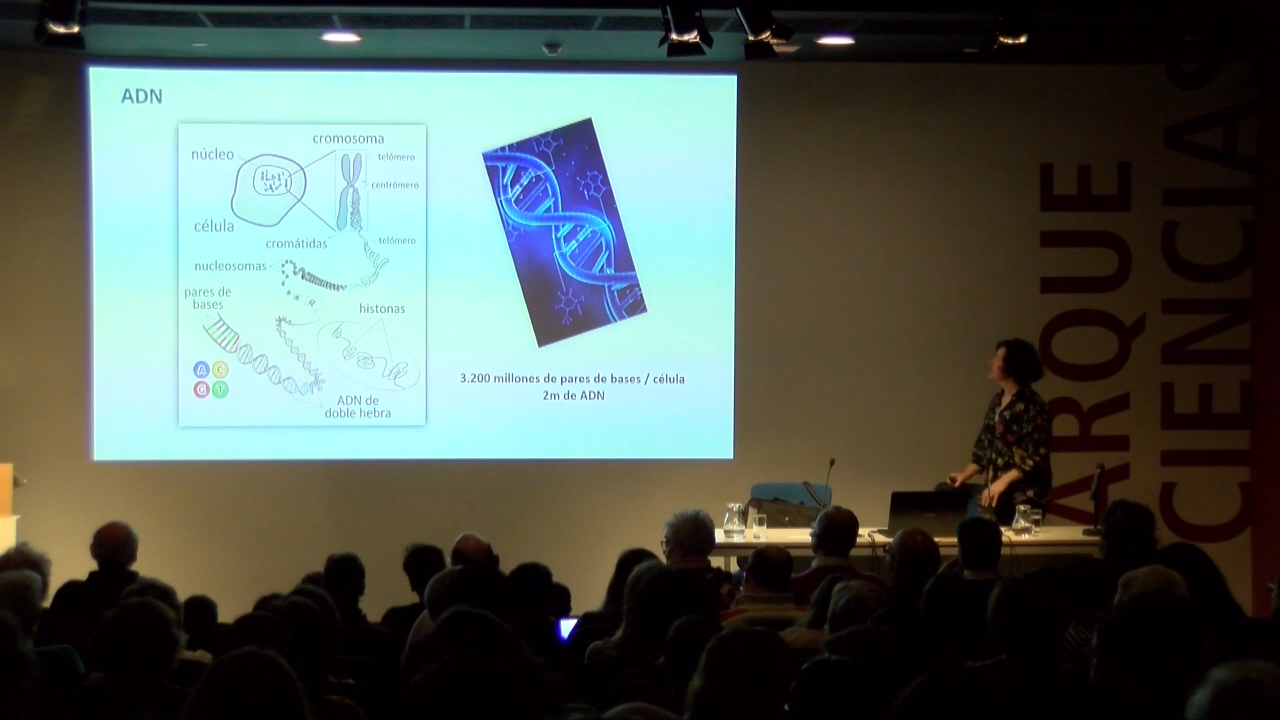 ADN
cromosoma
núcleo
telómero
centrómero
célula
cromátidas
telómero
nucleosomas
pares de
bases
histonas
A C
G T
ADN de
doble hebra
3.200 millones de pares de bases / célula
2m de ADN
ARQUE
CIENCIAS